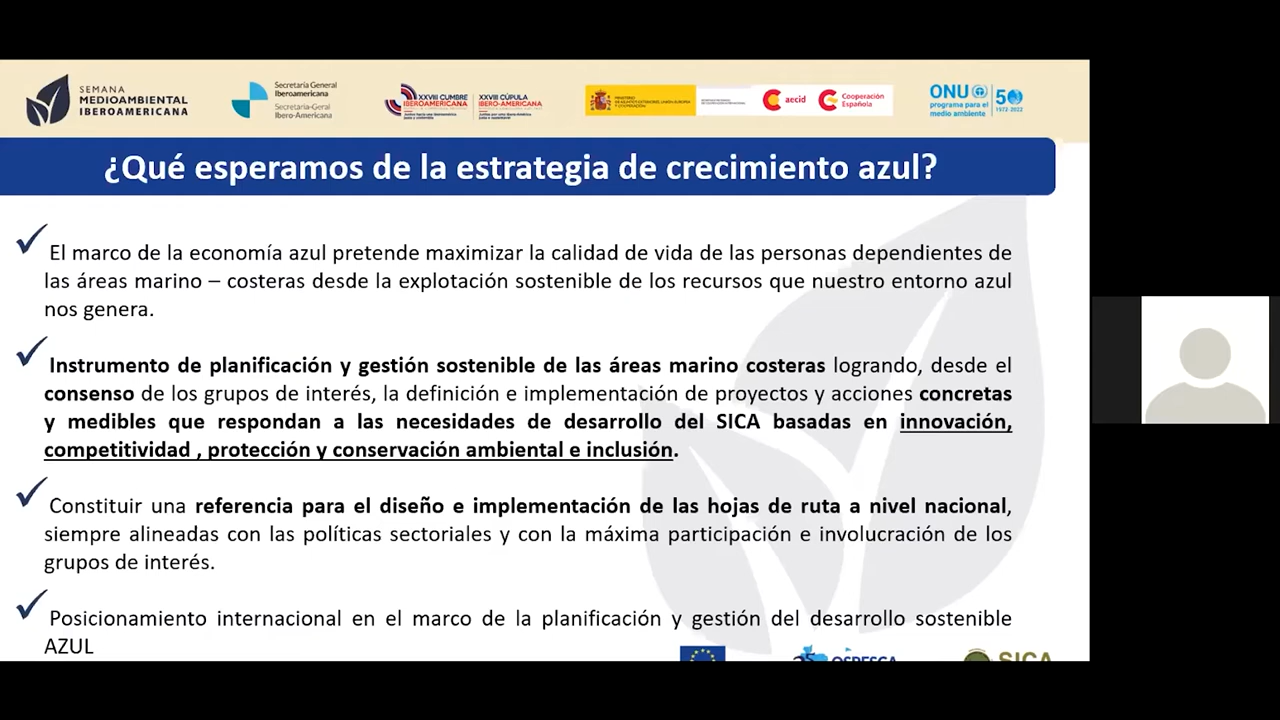 SEMANA
MEDIOAMBIENTAL
IBEROAMERICANA
Secretaría General
Iberoamericana
Secretaria-Geral
Ibero-Americana
XXVIII CUMBRE
IBEROAMERICANA
XXVIII CÚPULA
IBERO-AMERICANA
aecid
Cooperación
Española
ONU
programa para el
medio ambiente
50
1972-2022
¿Qué esperamos de la estrategia de crecimiento azul?
El marco de la economía azul pretende maximizar la calidad de vida de las personas dependientes de
las áreas marino – costeras desde la explotación sostenible de los recursos que nuestro entorno azul
nos genera.
Instrumento de planificación y gestión sostenible de las áreas marino costeras logrando, desde el
consenso de los grupos de interés, la definición e implementación de proyectos y acciones concretas
y medibles que respondan a las necesidades de desarrollo del SICA basadas en innovación,
competitividad , protección y conservación ambiental e inclusión.
Constituir una referencia para el diseño e implementación de las hojas de ruta a nivel nacional,
siempre alineadas con las políticas sectoriales y con la máxima participación e involucración de los
grupos de interés.
Posicionamiento internacional en el marco de la planificación y gestión del desarrollo sostenible
AZUL
OSPESCA
SICA